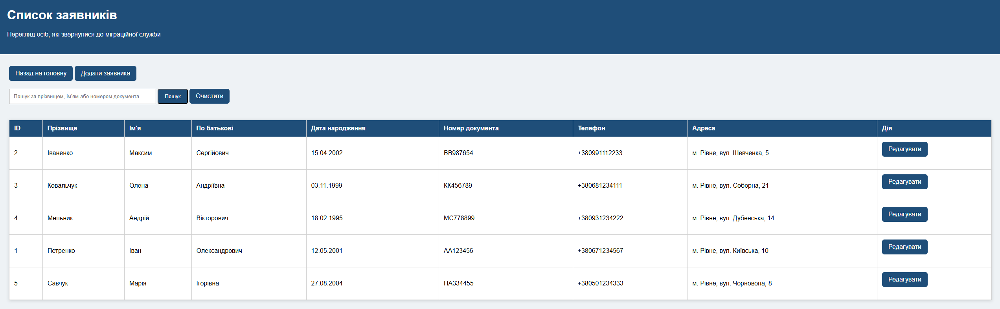 Список заявників
Перегляд осіб, які звернулися до міграційної служби
Назад на головну Додати заявника
Пошук за прізвищем, ім'ям або номером документа Пошук Очистити
ID Прізвище Ім'я По батькові Дата народження Номер документа Телефон Адреса Дія
2 Іваненко Максим Сергійович 15.04.2002 ВВ987654 +380991112233 м. Рівне, вул. Шевченка, 5 Редагувати
3 Ковальчук Олена Андріївна 03.11.1999 КК456789 +380681234111 м. Рівне, вул. Соборна, 21 Редагувати
4 Мельник Андрій Вікторович 18.02.1995 МС778899 +380931234222 м. Рівне, вул. Дубенська, 14 Редагувати
1 Петренко Іван Олександрович 12.05.2001 АА123456 +380671234567 м. Рівне, вул. Київська, 10 Редагувати
5 Савчук Марія Ігорівна 27.08.2004 НА334455 +380501234333 м. Рівне, вул. Чорновола, 8 Редагувати